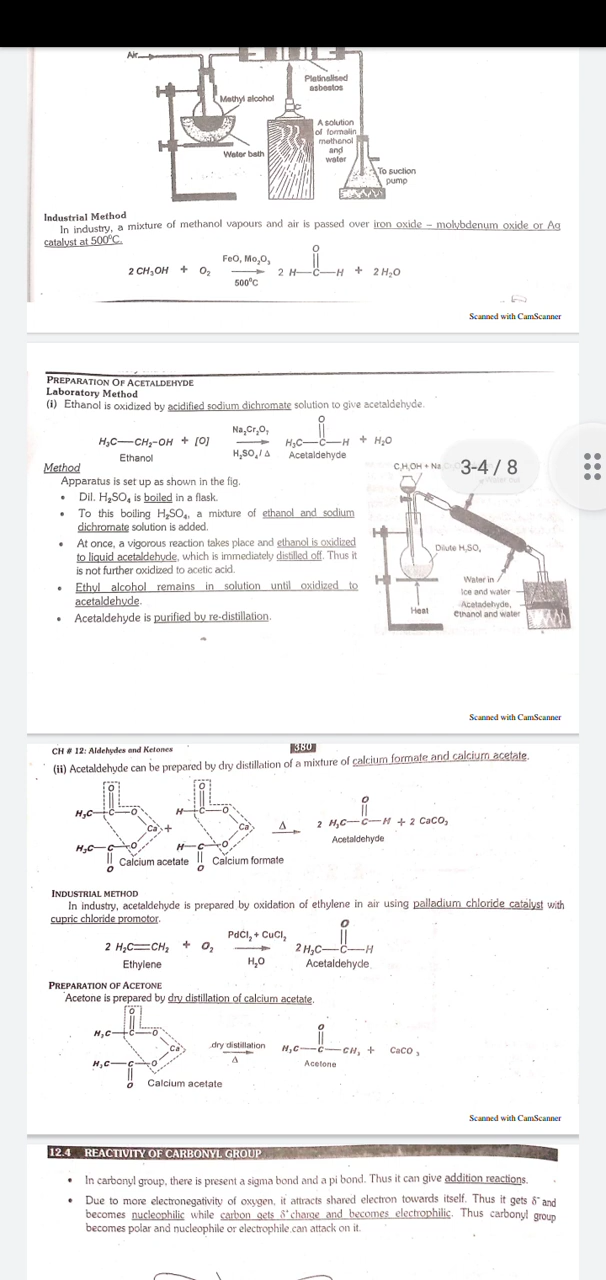 Air
Platinalised
asbestos
Methyl alcohol
A solution
of formalin
methanol
and
water
Water bath
To suction
pump
Industrial Method
In industry, a mixture of methanol vapours and air is passed over iron oxide – molybdenum oxide or Ag
catalyst at 500°C.
2 CH₃OH + O₂ FeO, Mo₂O₃ 500°C 2 H—C—H + 2 H₂O
O
Scanned with CamScanner
PREPARATION OF ACETALDEHYDE
Laboratory Method
(i) Ethanol is oxidized by acidified sodium dichromate solution to give acetaldehyde.
H₃C—CH₂-OH + [O] Na₂Cr₂O₇ H₂SO₄/Δ H₃C—C—H + H₂O
O
Ethanol Acetaldehyde
Method
Apparatus is set up as shown in the fig.
• Dil. H₂SO₄ is boiled in a flask.
• To this boiling H₂SO₄, a mixture of ethanol and sodium
dichromate solution is added.
• At once, a vigorous reaction takes place and ethanol is oxidized
to liquid acetaldehyde, which is immediately distilled off. Thus it
is not further oxidized to acetic acid.
• Ethyl alcohol remains in solution until oxidized to
acetaldehyde.
• Acetaldehyde is purified by re-distillation.
C₂H₅OH + Na
3-4 / 8
Dilute H₂SO₄
Water in
Ice and water
Acetadehyde,
Ethanol and water
Heat
Scanned with CamScanner
CH # 12: Aldehydes and Ketones 380
(ii) Acetaldehyde can be prepared by dry distillation of a mixture of calcium formate and calcium acetate.
O O O
H₃C—C—O H—C—O
Ca + Ca Δ 2 H₃C—C—H + 2 CaCO₃
H₃C—C—O H—C—O Acetaldehyde
O Calcium acetate O Calcium formate
INDUSTRIAL METHOD
In industry, acetaldehyde is prepared by oxidation of ethylene in air using palladium chloride catalyst with
cupric chloride promotor.
2 H₂C=CH₂ + O₂ PdCl₂ + CuCl₂ H₂O 2 H₃C—C—H
O
Ethylene Acetaldehyde
PREPARATION OF ACETONE
Acetone is prepared by dry distillation of calcium acetate.
O O
H₃C—C—O
Ca dry distillation Δ H₃C—C—CH₃ + CaCO₃
H₃C—C—O Acetone
O Calcium acetate
Scanned with CamScanner
12.4 REACTIVITY OF CARBONYL GROUP
• In carbonyl group, there is present a sigma bond and a pi bond. Thus it can give addition reactions.
• Due to more electronegativity of oxygen, it attracts shared electron towards itself. Thus it gets δ⁻ and
becomes nucleophilic while carbon gets δ⁺ charge and becomes electrophilic. Thus carbonyl group
becomes polar and nucleophile or electrophile can attack on it.